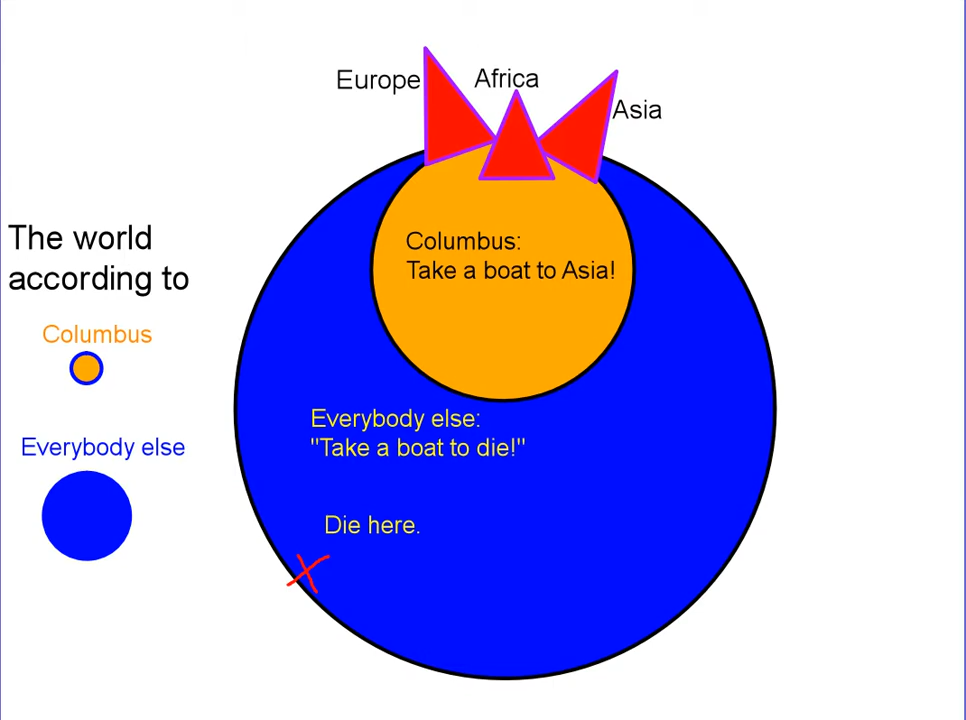 Europe
Africa
Asia
The world
according to
Columbus
Everybody else
Columbus:
Take a boat to Asia!
Everybody else:
"Take a boat to die!"
Die here.